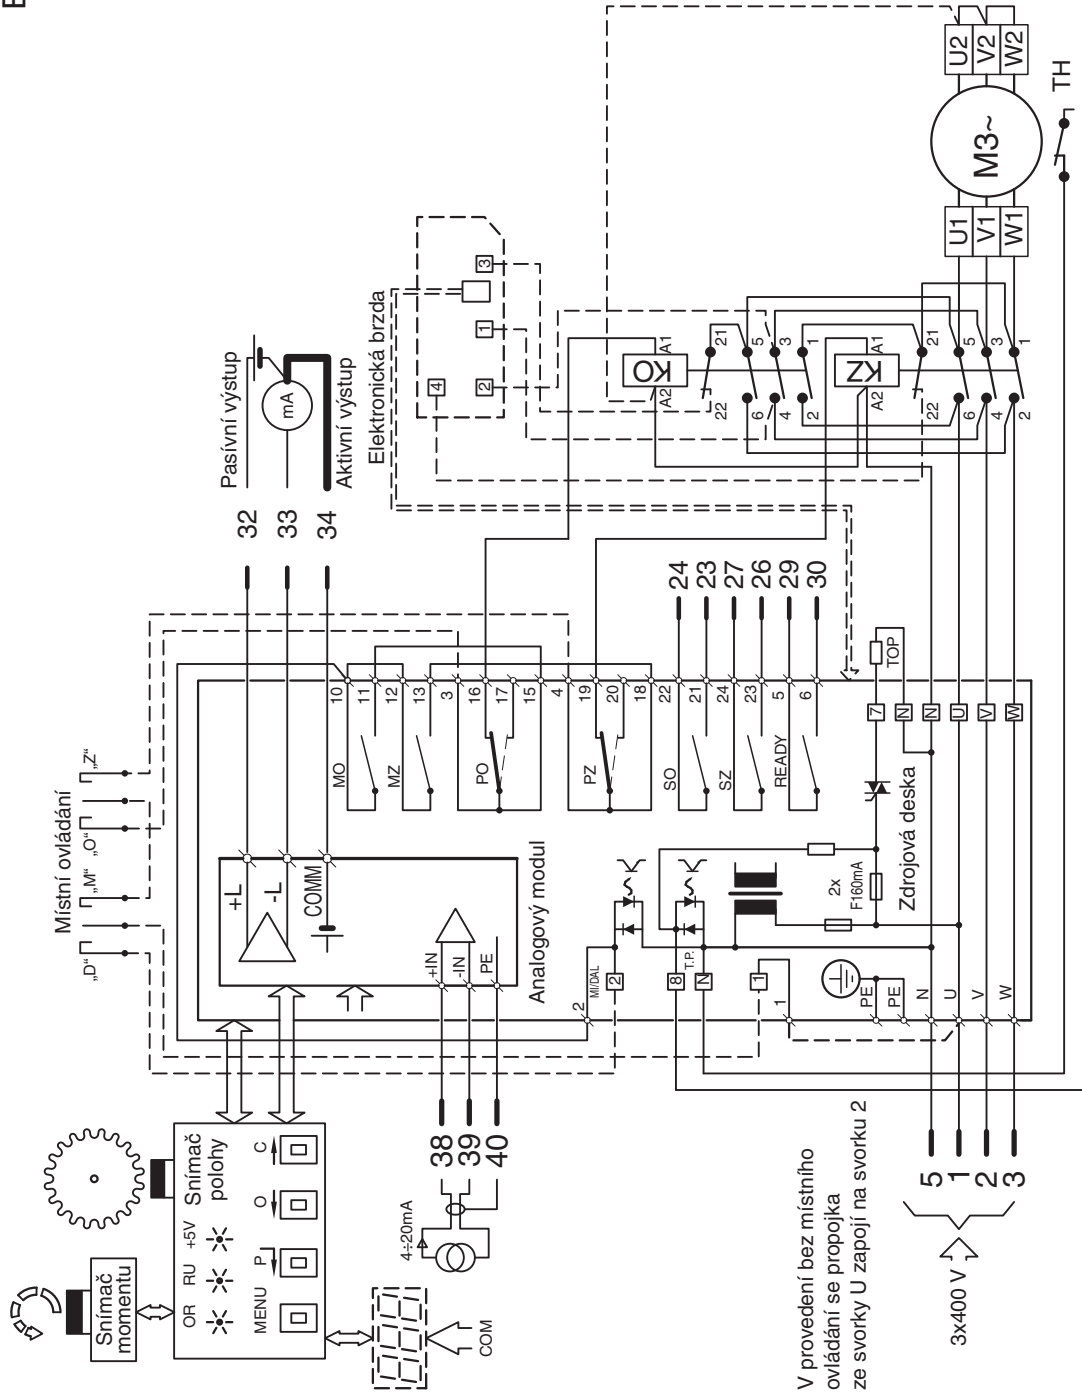 E
Místní ovládání
„D“
„M“
„O“
„Z“
Snímač
momentu
Snímač
polohy
OR
RU
+5V
MENU
P
O
C
COM
4÷20mA
38
39
40
+L
-L
COMM
+IN
-IN
PE
Analogový modul
32
33
34
Pasívní výstup
mA
Aktivní výstup
Elektronická brzda
4
2
1
3
MO
MZ
PO
PZ
SO
SZ
READY
10
11
12
13
3
16
17
15
4
19
20
18
22
21
24
23
5
6
24
23
27
26
29
30
2
MI/DAL
2
8
T.P.
N
1
1
PE
PE
N
U
V
W
2x
F160mA
Zdrojová deska
7
N
N
U
V
W
TOP
KO
A1
A2
22
21
6
5
4
3
2
1
KZ
A1
A2
22
21
6
5
4
3
2
1
U1
V1
W1
M3~
U2
V2
W2
TH
V provedení bez místního
ovládání se propojka
ze svorky U zapojí na svorku 2
3x400 V
5
1
2
3